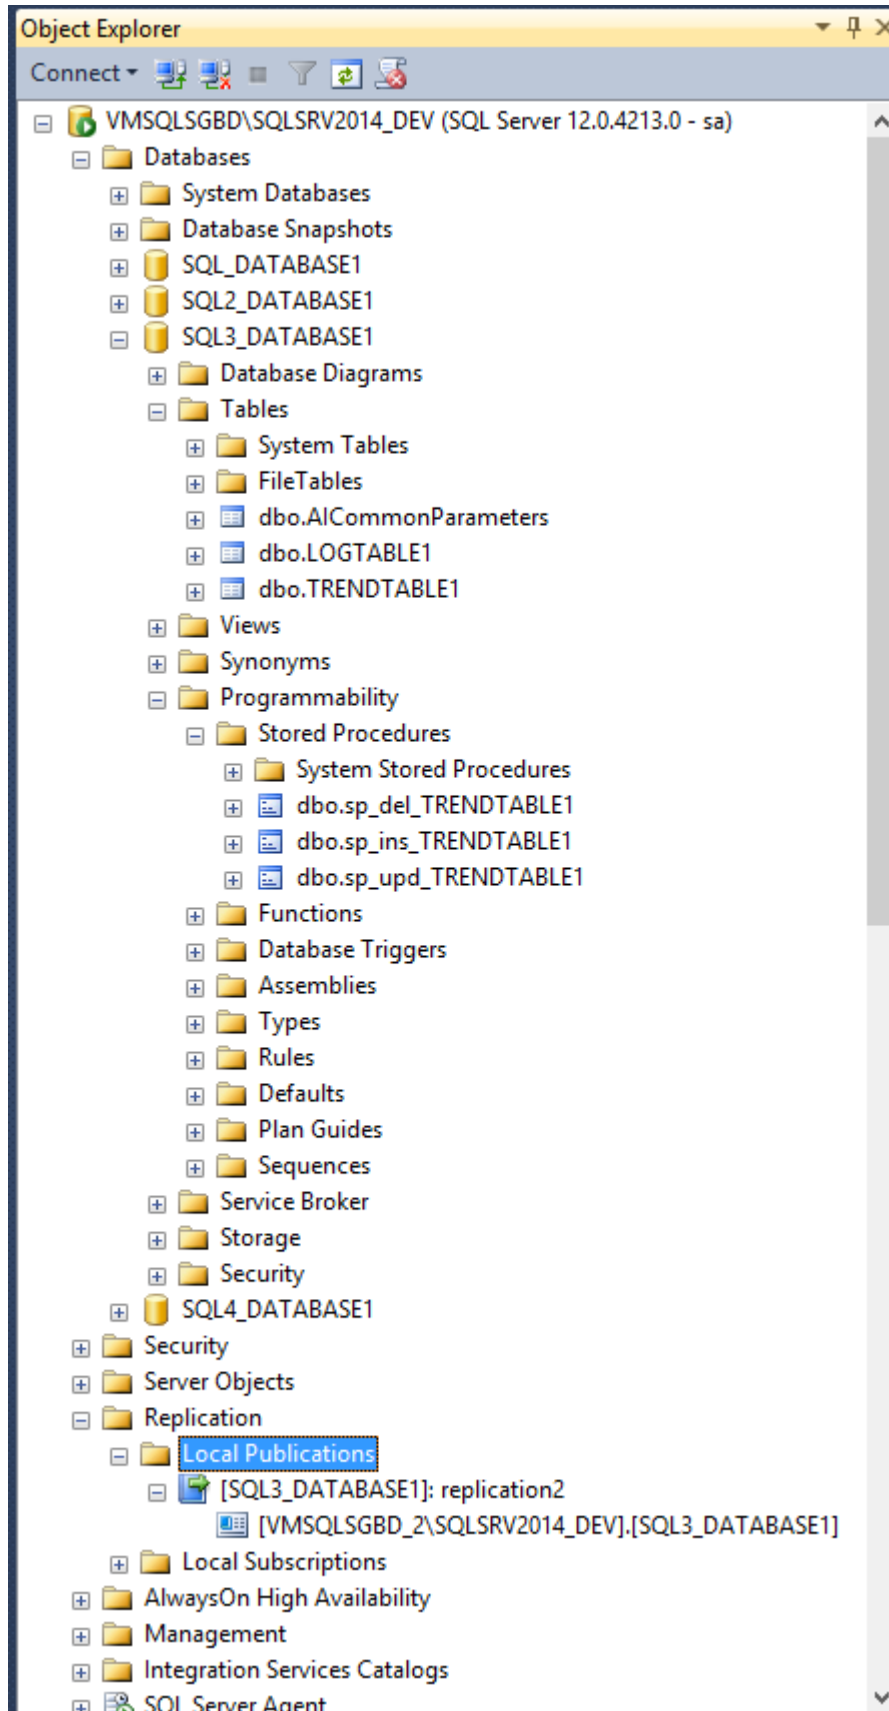 Object Explorer
Connect
VMSQLSGBD\SQLSRV2014_DEV (SQL Server 12.0.4213.0 - sa)
Databases
System Databases
Database Snapshots
SQL_DATABASE1
SQL2_DATABASE1
SQL3_DATABASE1
Database Diagrams
Tables
System Tables
FileTables
dbo.AlCommonParameters
dbo.LOGTABLE1
dbo.TRENDTABLE1
Views
Synonyms
Programmability
Stored Procedures
System Stored Procedures
dbo.sp_del_TRENDTABLE1
dbo.sp_ins_TRENDTABLE1
dbo.sp_upd_TRENDTABLE1
Functions
Database Triggers
Assemblies
Types
Rules
Defaults
Plan Guides
Sequences
Service Broker
Storage
Security
SQL4_DATABASE1
Security
Server Objects
Replication
Local Publications
[SQL3_DATABASE1]: replication2
[VMSQLSGBD_2\SQLSRV2014_DEV].[SQL3_DATABASE1]
Local Subscriptions
AlwaysOn High Availability
Management
Integration Services Catalogs
SQL Server Agent